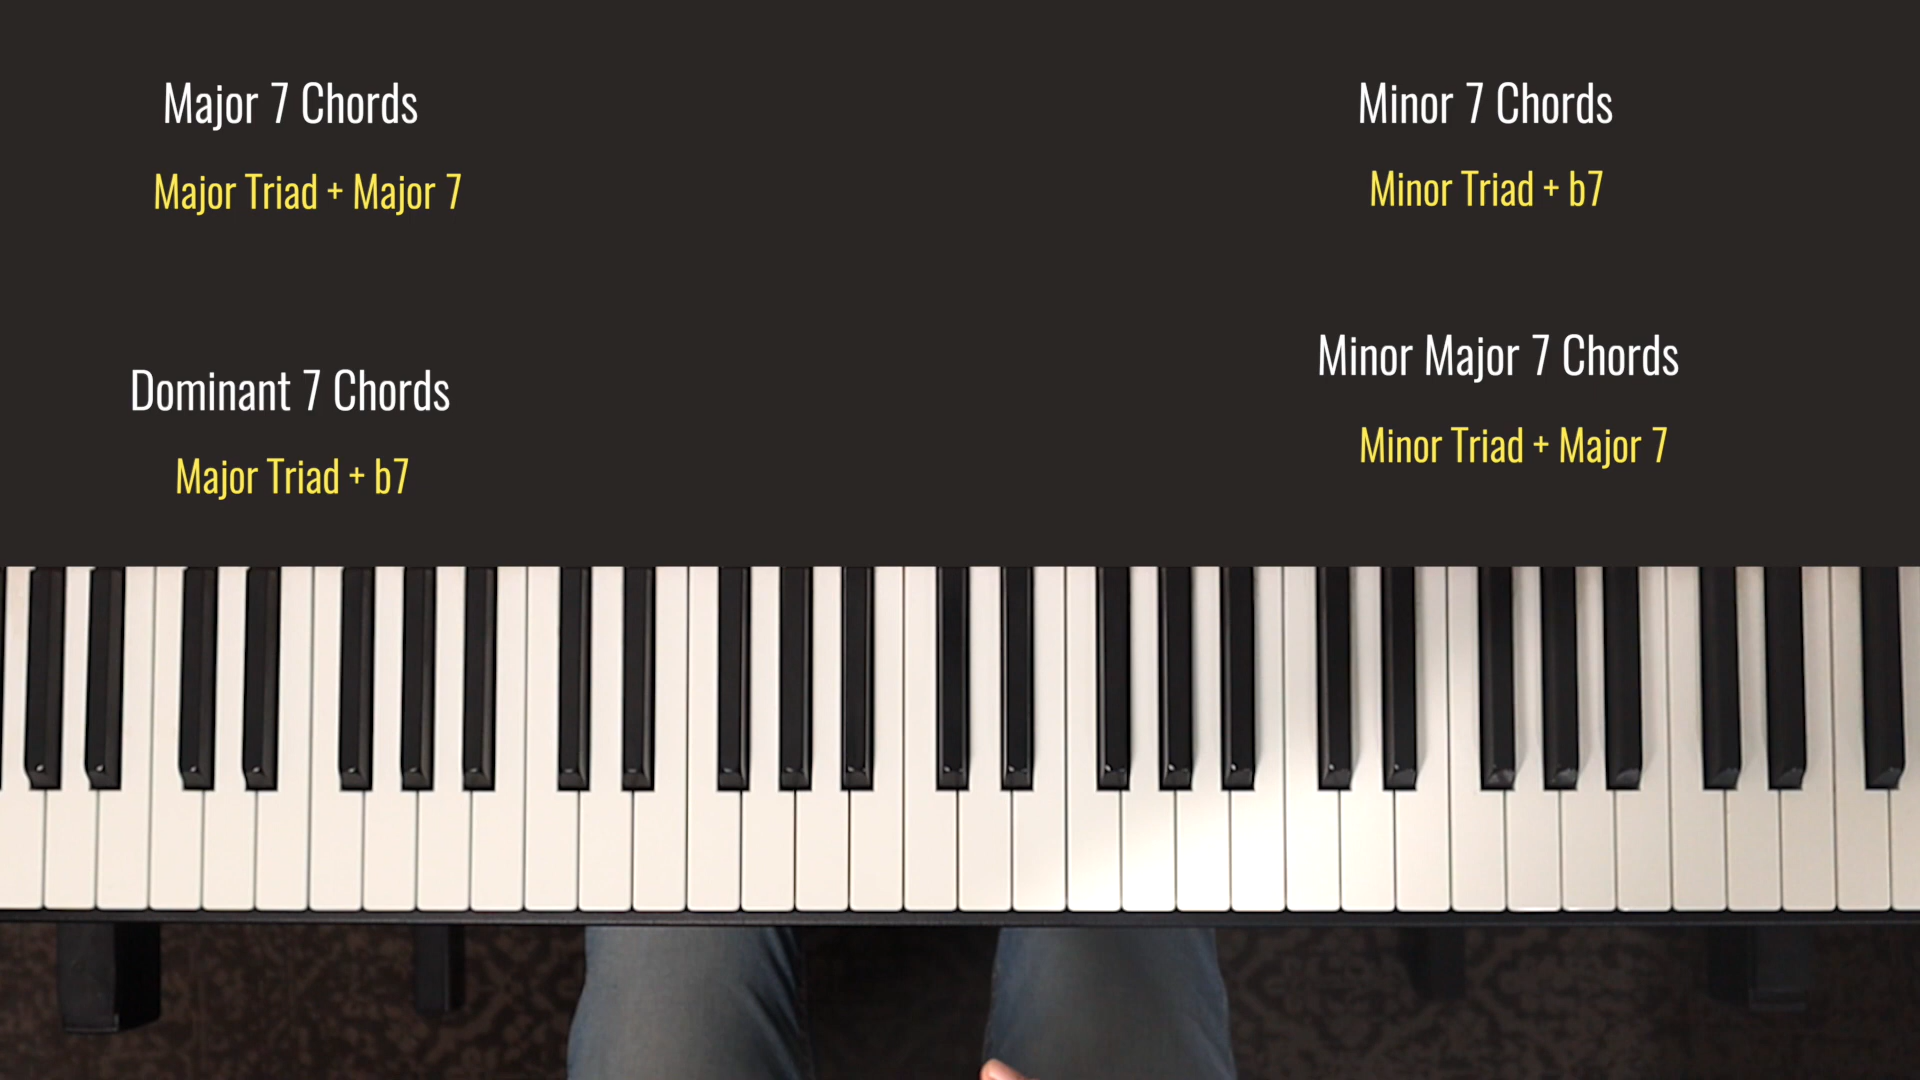 Major 7 Chords
Major Triad + Major 7
Dominant 7 Chords
Major Triad + b7
Minor 7 Chords
Minor Triad + b7
Minor Major 7 Chords
Minor Triad + Major 7